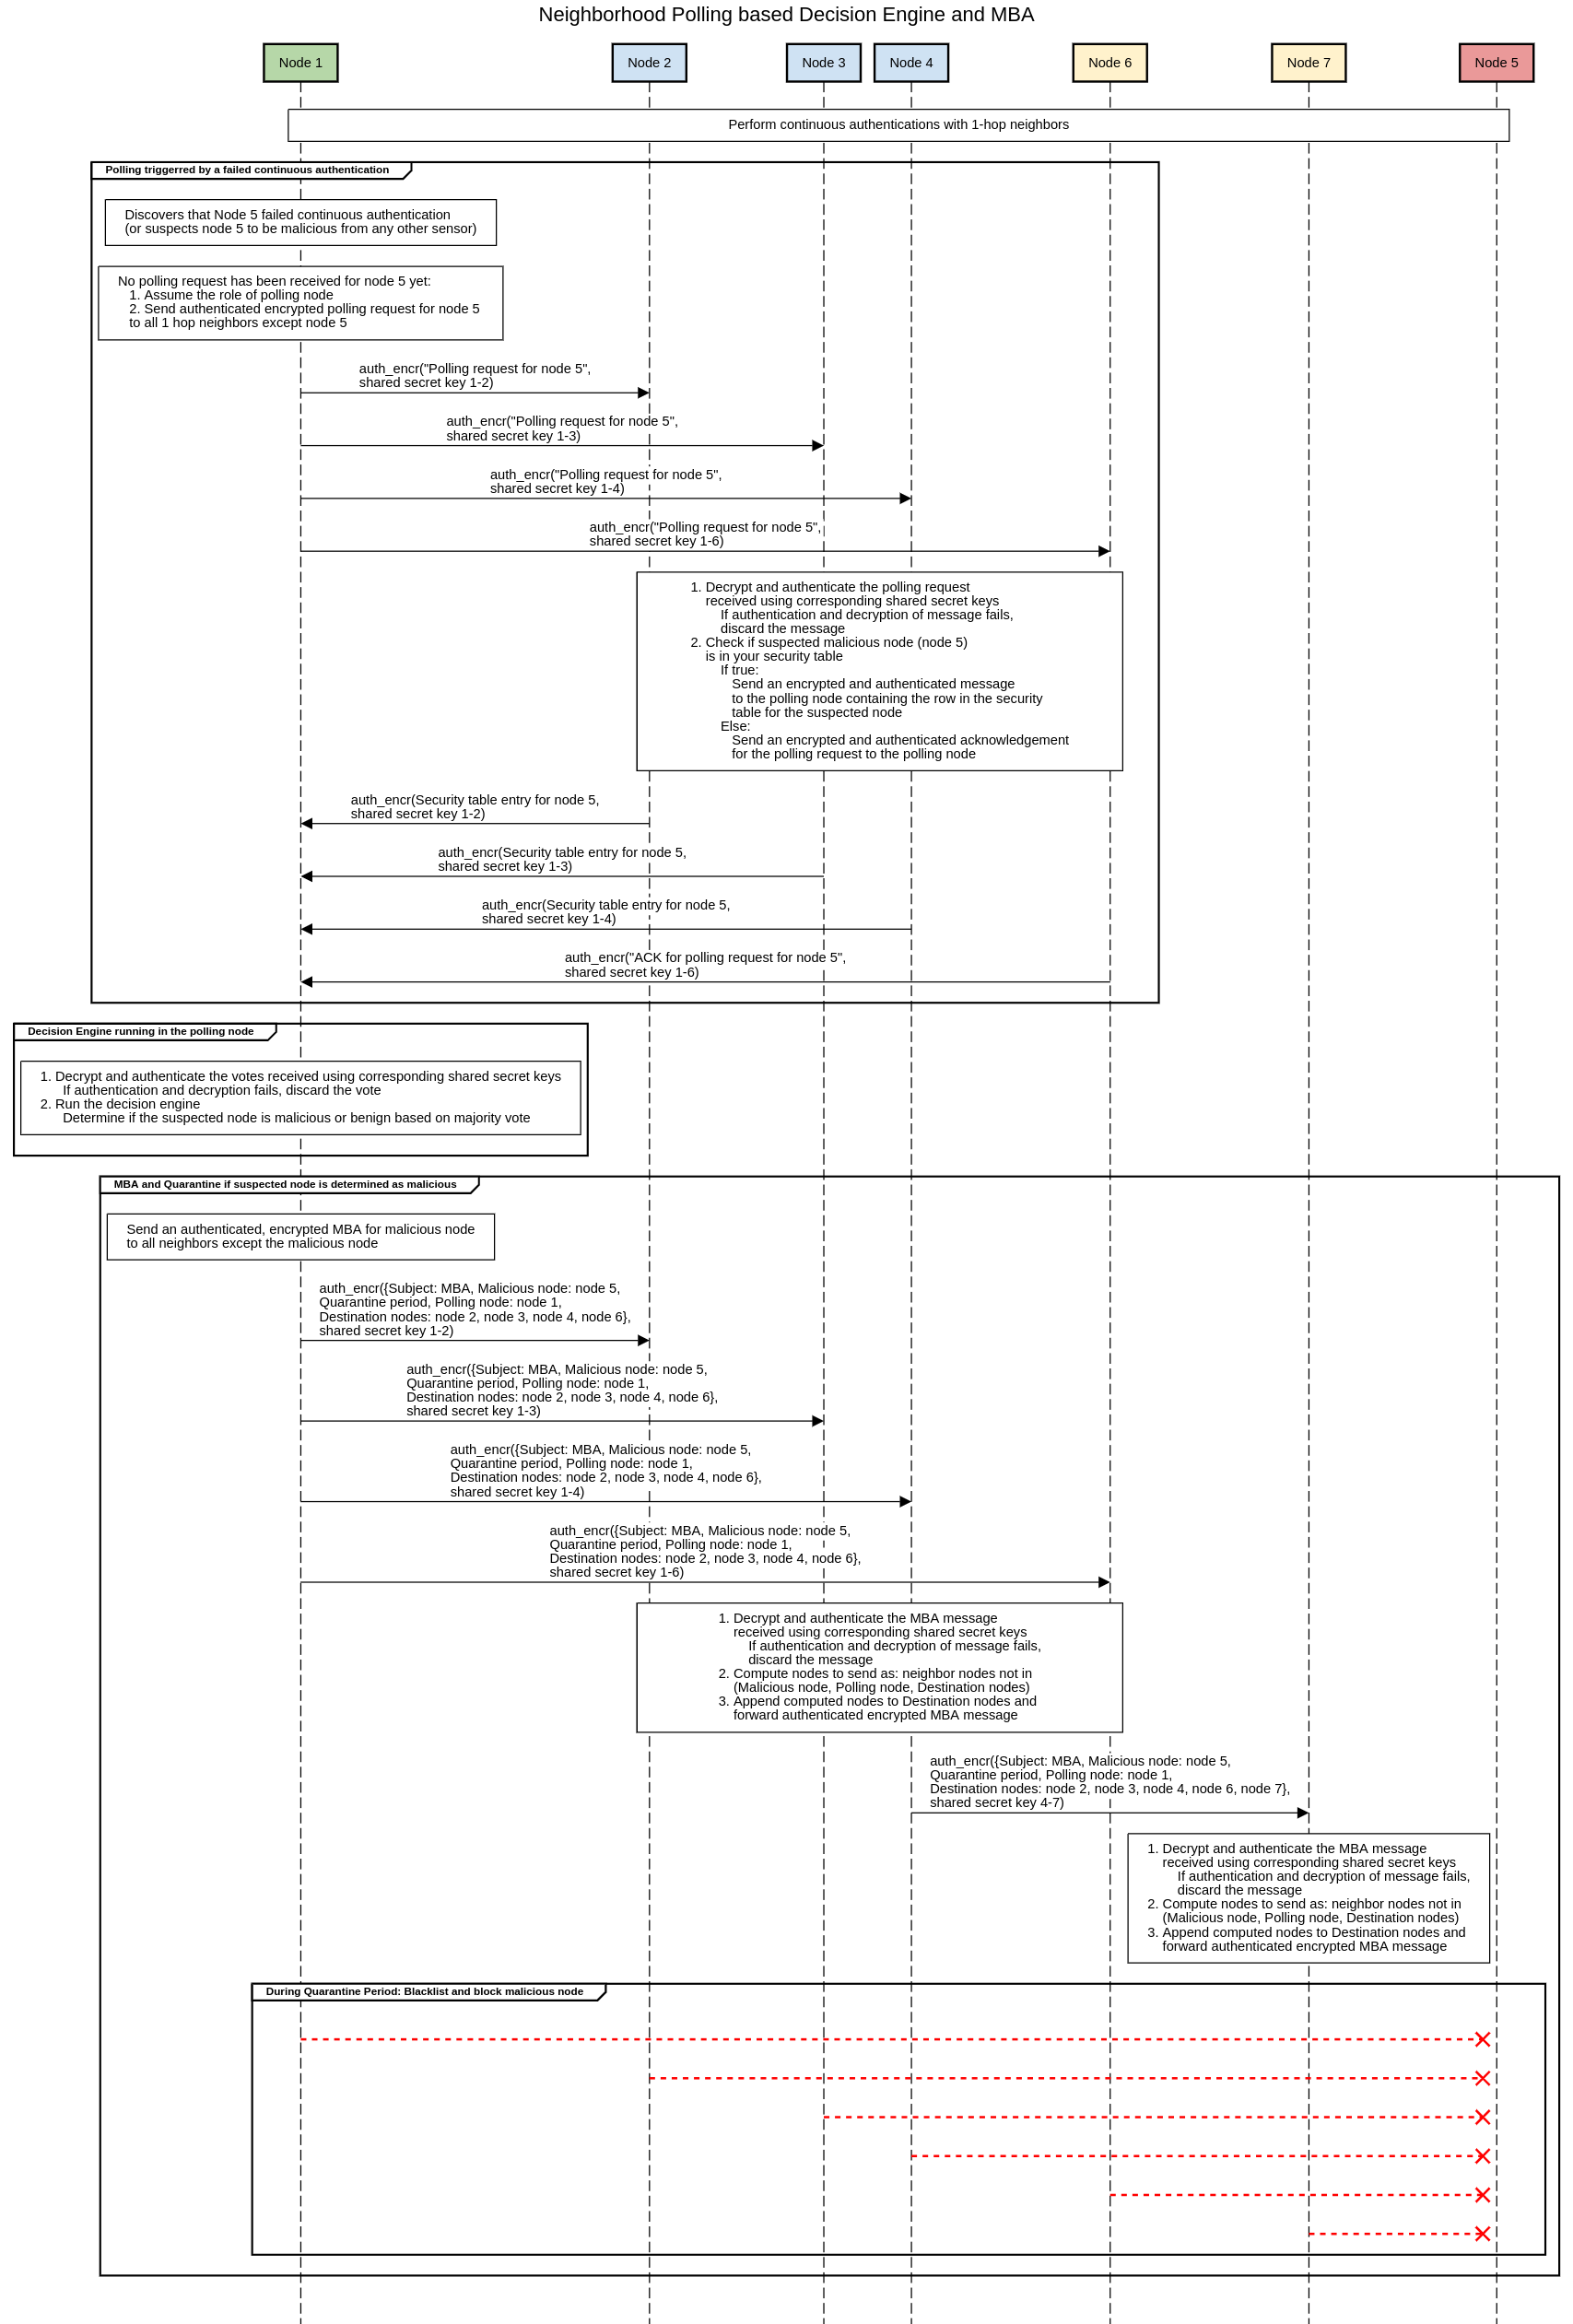 Neighborhood Polling based Decision Engine and MBA
Node 1
Node 2
Node 3
Node 4
Node 6
Node 7
Node 5
Perform continuous authentications with 1-hop neighbors
Polling triggerred by a failed continuous authentication
Discovers that Node 5 failed continuous authentication
(or suspects node 5 to be malicious from any other sensor)
No polling request has been received for node 5 yet:
1. Assume the role of polling node
2. Send authenticated encrypted polling request for node 5
to all 1 hop neighbors except node 5
auth_encr("Polling request for node 5",
shared secret key 1-2)
auth_encr("Polling request for node 5",
shared secret key 1-3)
auth_encr("Polling request for node 5",
shared secret key 1-4)
auth_encr("Polling request for node 5",
shared secret key 1-6)
1. Decrypt and authenticate the polling request
received using corresponding shared secret keys
If authentication and decryption of message fails,
discard the message
2. Check if suspected malicious node (node 5)
is in your security table
If true:
Send an encrypted and authenticated message
to the polling node containing the row in the security
table for the suspected node
Else:
Send an encrypted and authenticated acknowledgement
for the polling request to the polling node
auth_encr(Security table entry for node 5,
shared secret key 1-2)
auth_encr(Security table entry for node 5,
shared secret key 1-3)
auth_encr(Security table entry for node 5,
shared secret key 1-4)
auth_encr("ACK for polling request for node 5",
shared secret key 1-6)
Decision Engine running in the polling node
1. Decrypt and authenticate the votes received using corresponding shared secret keys
If authentication and decryption fails, discard the vote
2. Run the decision engine
Determine if the suspected node is malicious or benign based on majority vote
MBA and Quarantine if suspected node is determined as malicious
Send an authenticated, encrypted MBA for malicious node
to all neighbors except the malicious node
auth_encr({Subject: MBA, Malicious node: node 5,
Quarantine period, Polling node: node 1,
Destination nodes: node 2, node 3, node 4, node 6},
shared secret key 1-2)
auth_encr({Subject: MBA, Malicious node: node 5,
Quarantine period, Polling node: node 1,
Destination nodes: node 2, node 3, node 4, node 6},
shared secret key 1-3)
auth_encr({Subject: MBA, Malicious node: node 5,
Quarantine period, Polling node: node 1,
Destination nodes: node 2, node 3, node 4, node 6},
shared secret key 1-4)
auth_encr({Subject: MBA, Malicious node: node 5,
Quarantine period, Polling node: node 1,
Destination nodes: node 2, node 3, node 4, node 6},
shared secret key 1-6)
1. Decrypt and authenticate the MBA message
received using corresponding shared secret keys
If authentication and decryption of message fails,
discard the message
2. Compute nodes to send as: neighbor nodes not in
(Malicious node, Polling node, Destination nodes)
3. Append computed nodes to Destination nodes and
forward authenticated encrypted MBA message
auth_encr({Subject: MBA, Malicious node: node 5,
Quarantine period, Polling node: node 1,
Destination nodes: node 2, node 3, node 4, node 6, node 7},
shared secret key 4-7)
1. Decrypt and authenticate the MBA message
received using corresponding shared secret keys
If authentication and decryption of message fails,
discard the message
2. Compute nodes to send as: neighbor nodes not in
(Malicious node, Polling node, Destination nodes)
3. Append computed nodes to Destination nodes and
forward authenticated encrypted MBA message
During Quarantine Period: Blacklist and block malicious node